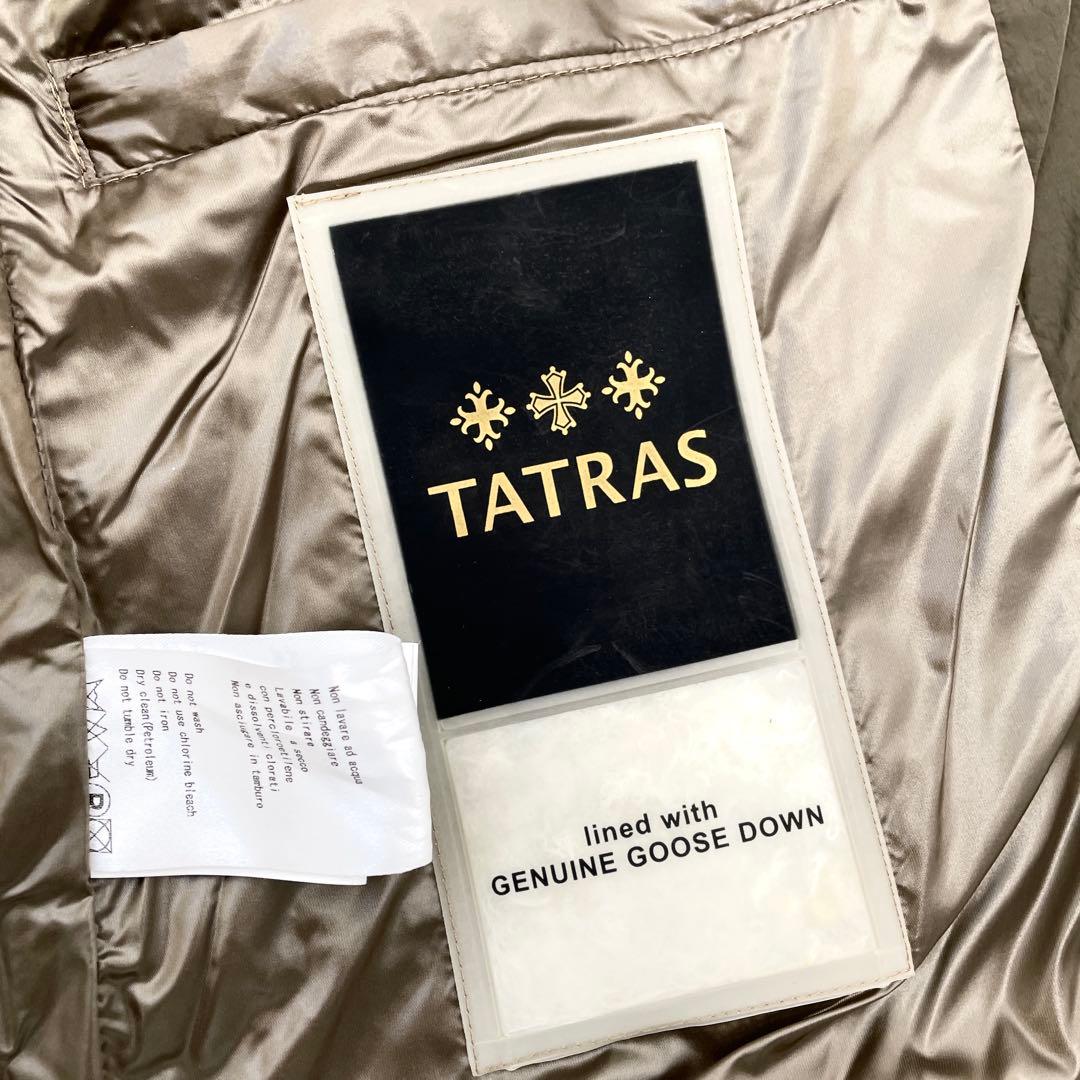 TATRAS
lined with
GENUINE GOOSE DOWN
Non lavare ad acqua
Non candeggiare
Non stirare
Lavabile a secco
con percloroetilene
e dissolventi clorati
Non asciugare in tamburo
Do not wash
Do not use chlorine bleach
Do not iron
Dry clean(Petroleum)
Do not tumble dry